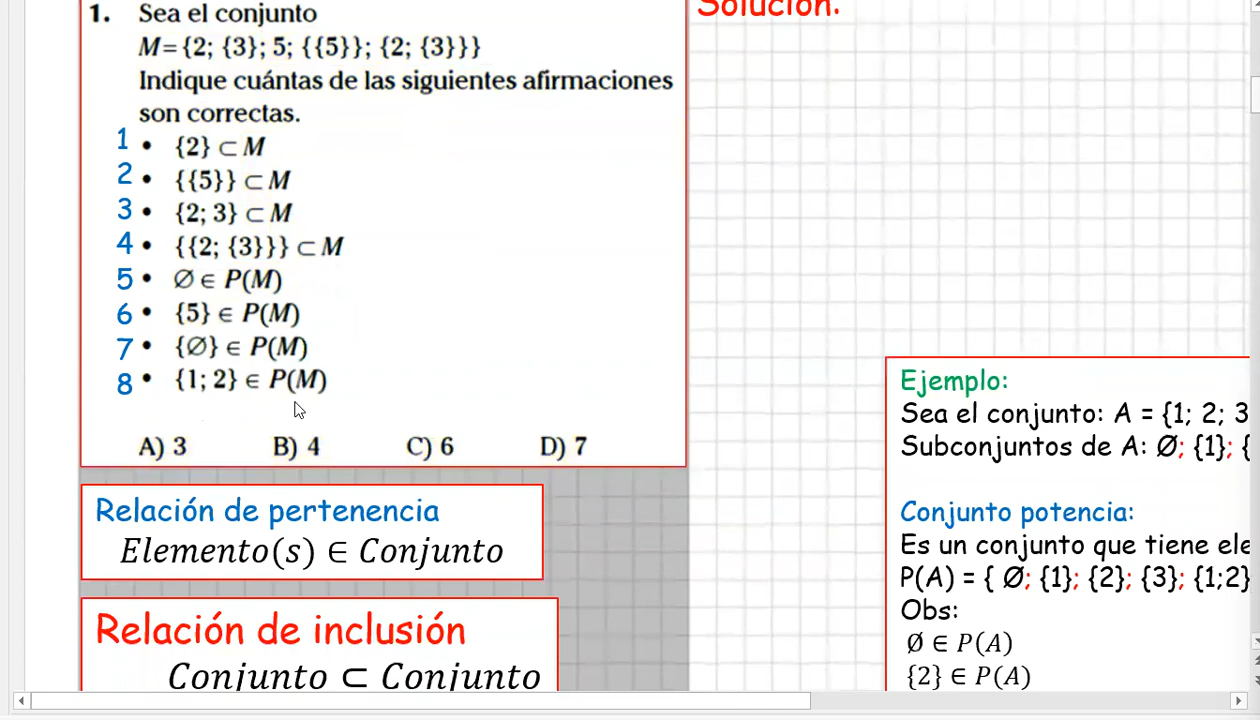 Solución:
1. Sea el conjunto
M={2; {3}; 5; {{5}}; {2; {3}}}
Indique cuántas de las siguientes afirmaciones
son correctas.
1 • {2} ⊂ M
2 • {{5}} ⊂ M
3 • {2; 3} ⊂ M
4 • {{2; {3}}} ⊂ M
5 • ∅ ∈ P(M)
6 • {5} ∈ P(M)
7 • {∅} ∈ P(M)
8 • {1; 2} ∈ P(M)
A) 3 B) 4 C) 6 D) 7
Relación de pertenencia
Elemento(s) ∈ Conjunto
Relación de inclusión
Conjunto ⊂ Conjunto
Ejemplo:
Sea el conjunto: A = {1; 2; 3
Subconjuntos de A: Ø; {1}; {
Conjunto potencia:
Es un conjunto que tiene ele
P(A) = { Ø; {1}; {2}; {3}; {1;2}
Obs:
Ø ∈ P(A)
{2} ∈ P(A)